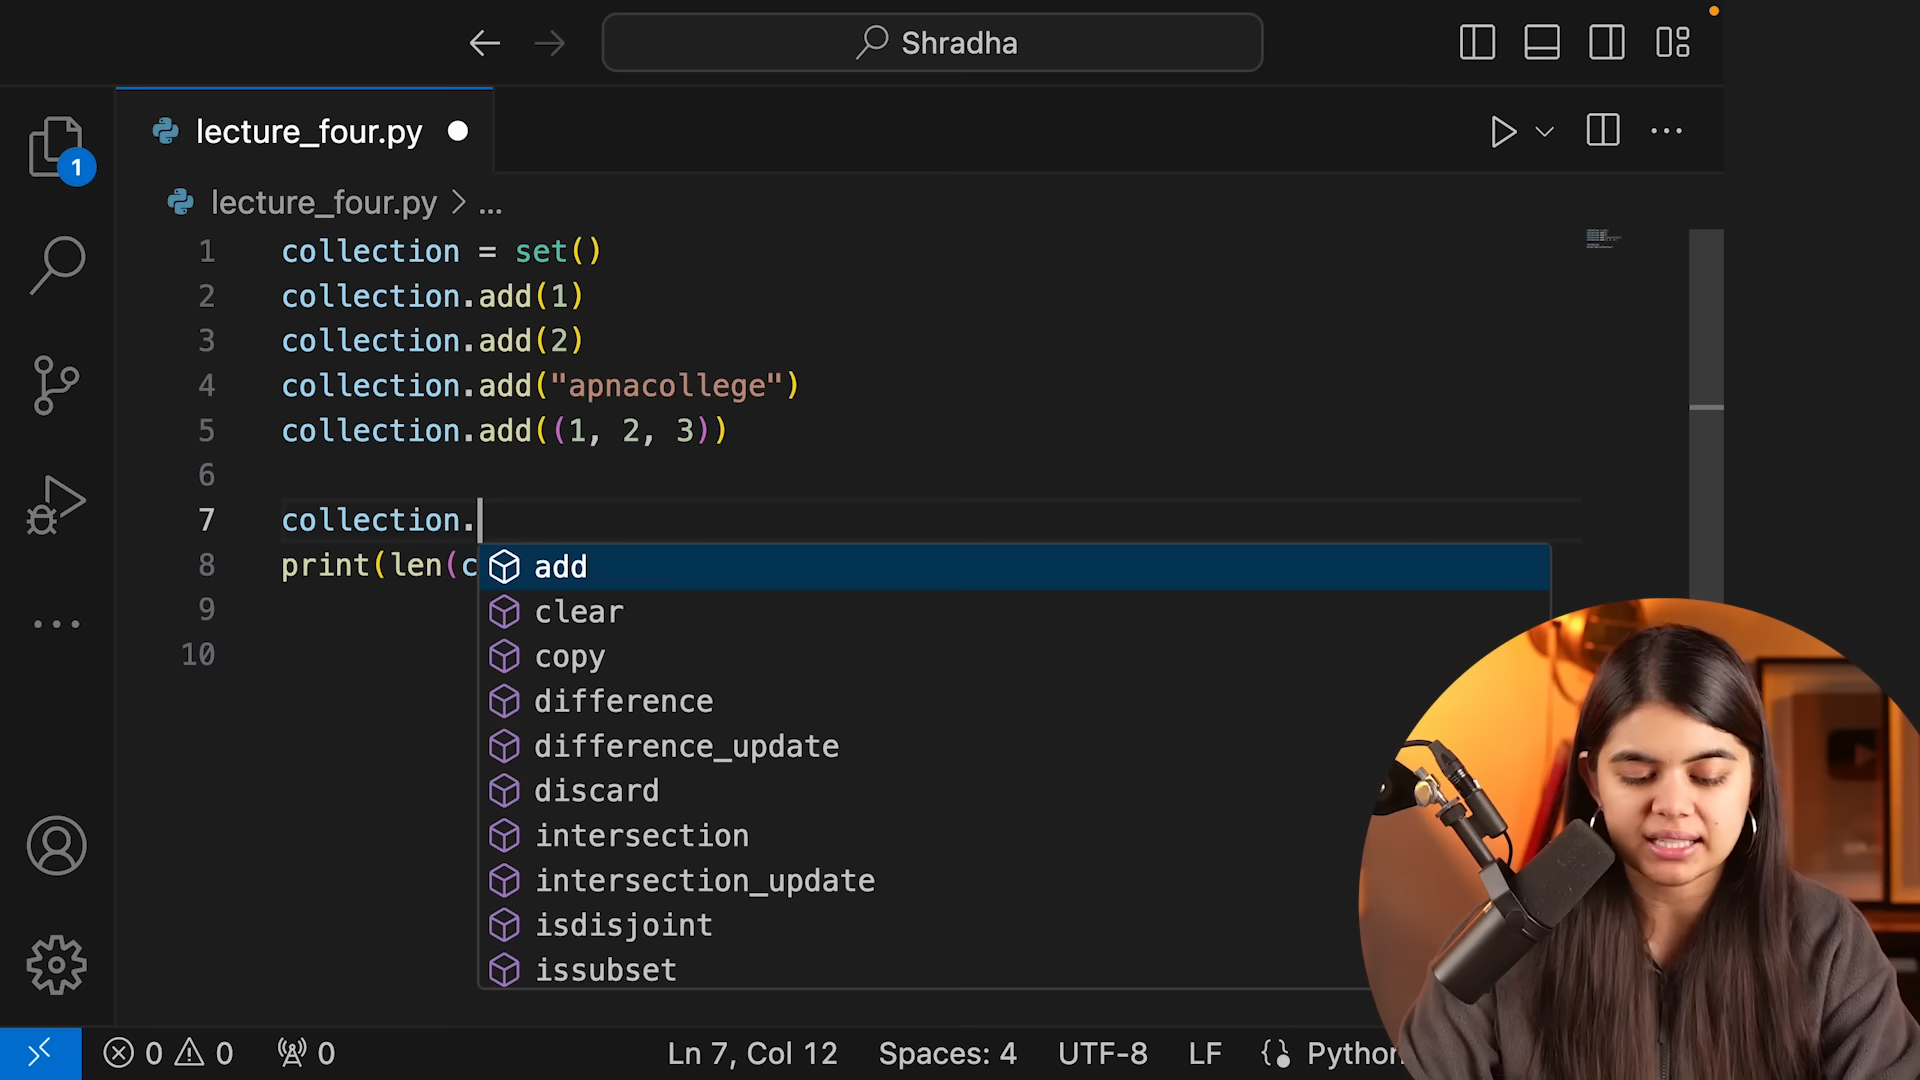 Shradha
lecture_four.py
1
lecture_four.py > ...
1 collection = set()
2 collection.add(1)
3 collection.add(2)
4 collection.add("apnacollege")
5 collection.add((1, 2, 3))
6
7 collection.
8 print(len(c
9
10
add
clear
copy
difference
difference_update
discard
intersection
intersection_update
isdisjoint
issubset
0 0 0 Ln 7, Col 12 Spaces: 4 UTF-8 LF Python